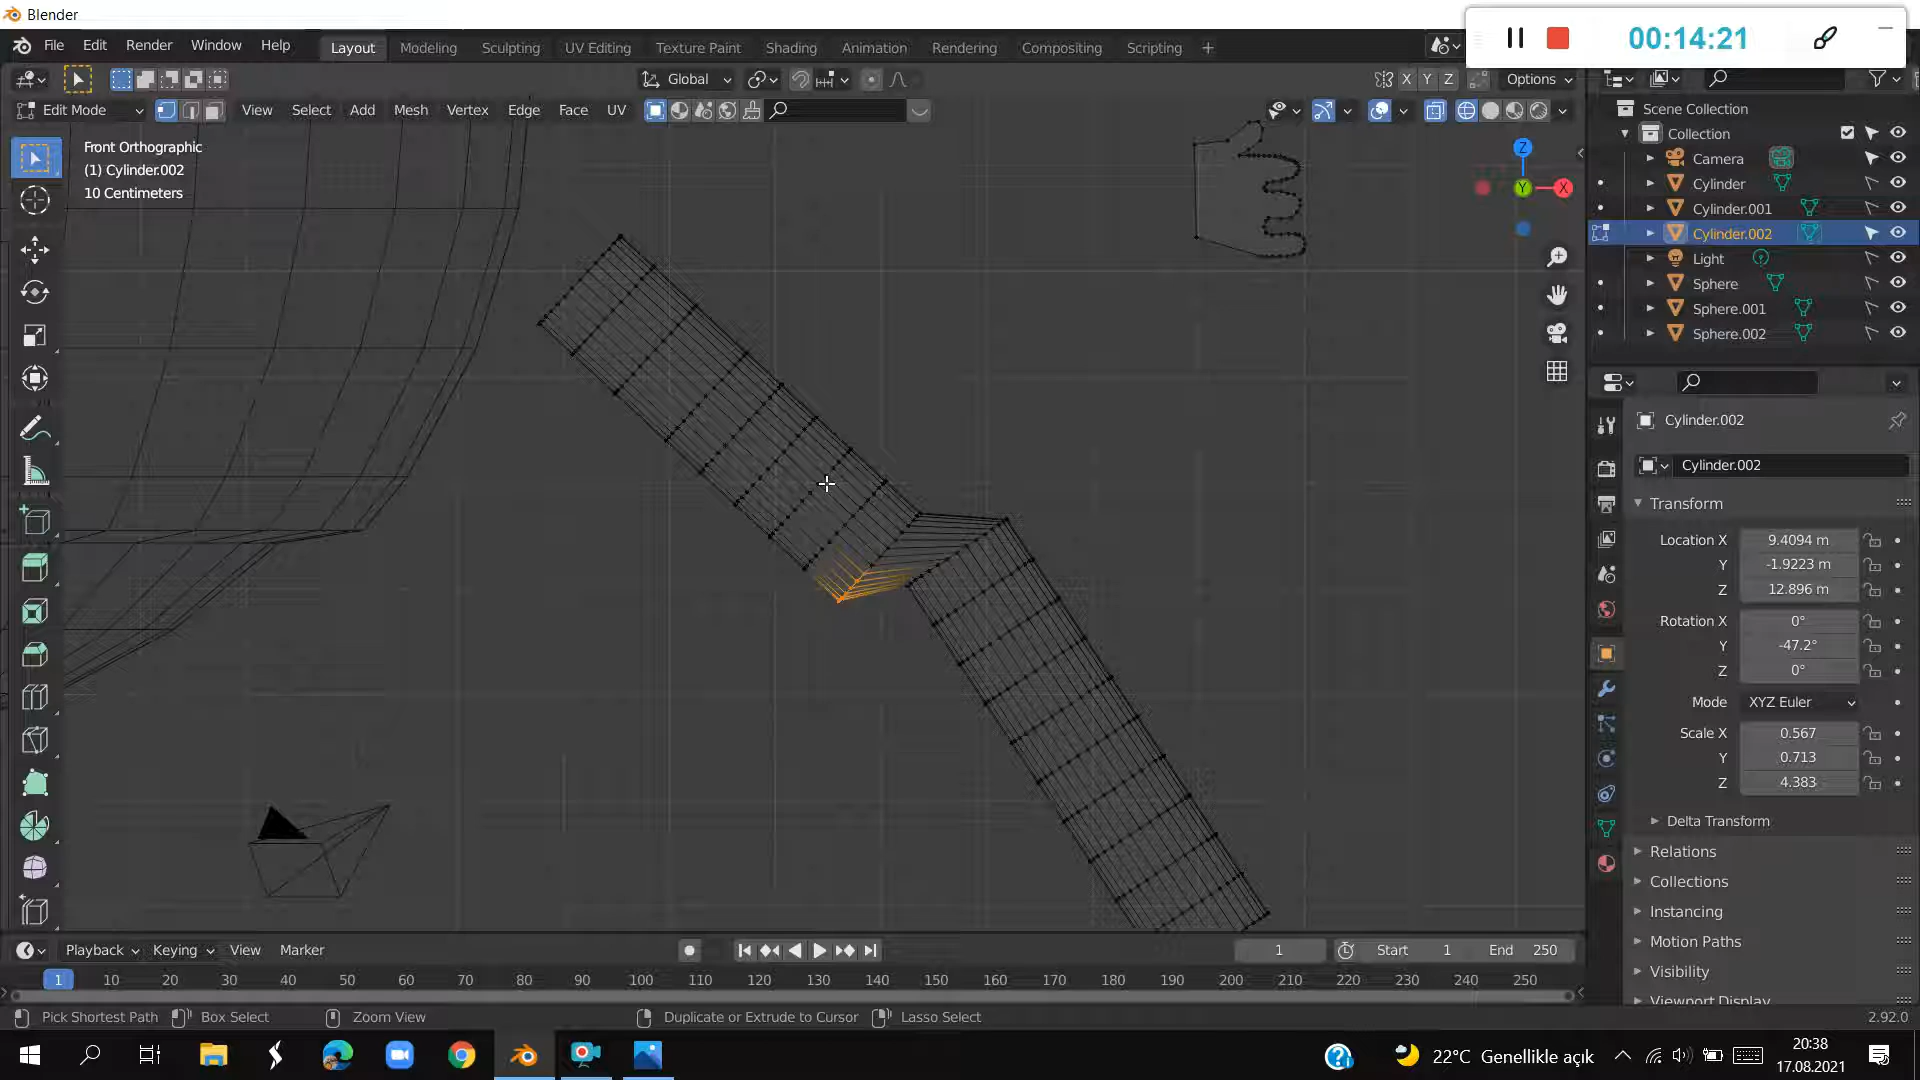 Blender
00:14:21
File Edit Render Window Help Layout Modeling Sculpting UV Editing Texture Paint Shading Animation Rendering Compositing Scripting +
Global X Y Z Options
Edit Mode View Select Add Mesh Vertex Edge Face UV
Front Orthographic
(1) Cylinder.002
10 Centimeters
Z
Y X
Scene Collection
Collection
Camera
Cylinder
Cylinder.001
Cylinder.002
Light
Sphere
Sphere.001
Sphere.002
Cylinder.002
Cylinder.002
Transform
Location X 9.4094 m
Y -1.9223 m
Z 12.896 m
Rotation X 0°
Y -47.2°
Z 0°
Mode XYZ Euler
Scale X 0.567
Y 0.713
Z 4.383
Delta Transform
Relations
Collections
Instancing
Motion Paths
Visibility
Viewport Display
Playback Keying View Marker 1 Start 1 End 250
1 10 20 30 40 50 60 70 80 90 100 110 120 130 140 150 160 170 180 190 200 210 220 230 240 250
Pick Shortest Path Box Select Zoom View Duplicate or Extrude to Cursor Lasso Select 2.92.0
22°C Genellikle açık
20:38
17.08.2021